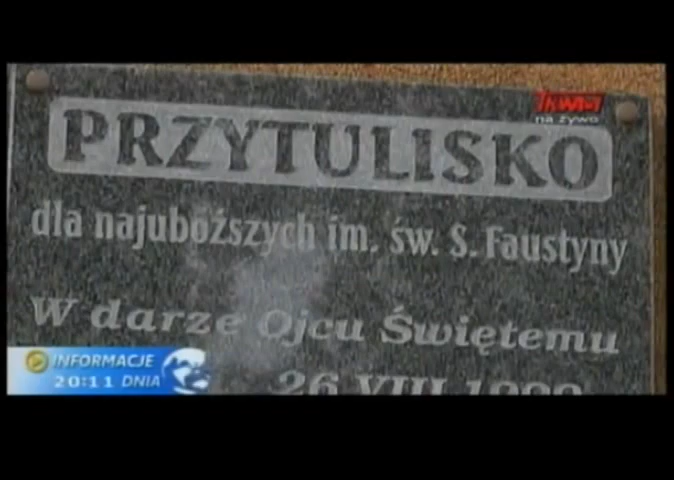 TRWAM
na żywo
PRZYTULISKO
dla najuboższych im. św. S. Faustyny
W darze Ojcu Świętemu
26 VIII
INFORMACJE
20:11 DNIA